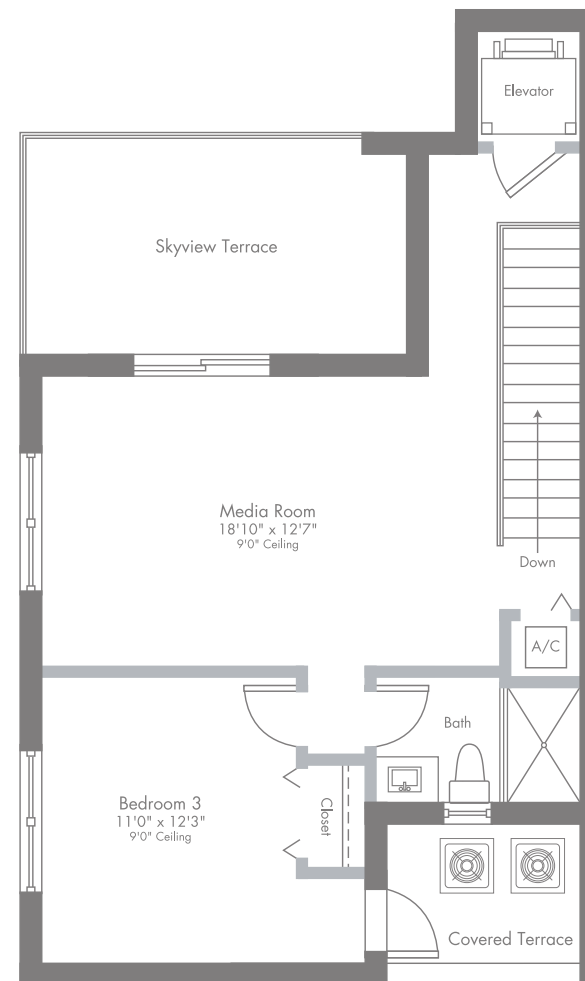 Elevator
Skyview Terrace
Media Room
18'10" x 12'7"
9'0" Ceiling
Down
A/C
Bath
Bedroom 3
11'0" x 12'3"
9'0" Ceiling
Closet
Covered Terrace